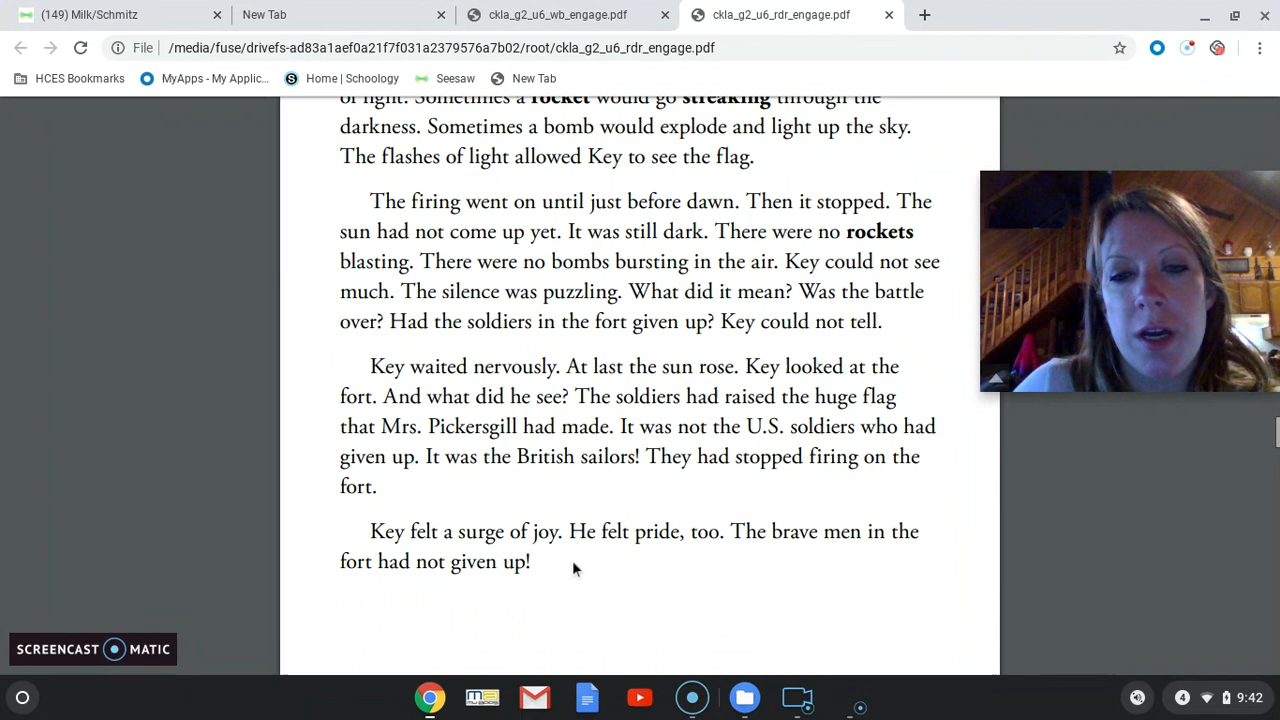 (149) Milk/Schmitz
New Tab
ckla_g2_u6_wb_engage.pdf
ckla_g2_u6_rdr_engage.pdf
File /media/fuse/drivefs-ad83a1aef0a21f7f031a2379576a7b02/root/ckla_g2_u6_rdr_engage.pdf
HCES Bookmarks
MyApps - My Applic...
Home | Schoology
Seesaw
New Tab
of light. Sometimes a rocket would go streaking through the
darkness. Sometimes a bomb would explode and light up the sky.
The flashes of light allowed Key to see the flag.
The firing went on until just before dawn. Then it stopped. The
sun had not come up yet. It was still dark. There were no rockets
blasting. There were no bombs bursting in the air. Key could not see
much. The silence was puzzling. What did it mean? Was the battle
over? Had the soldiers in the fort given up? Key could not tell.
Key waited nervously. At last the sun rose. Key looked at the
fort. And what did he see? The soldiers had raised the huge flag
that Mrs. Pickersgill had made. It was not the U.S. soldiers who had
given up. It was the British sailors! They had stopped firing on the
fort.
Key felt a surge of joy. He felt pride, too. The brave men in the
fort had not given up!
SCREENCAST MATIC
4 9:42